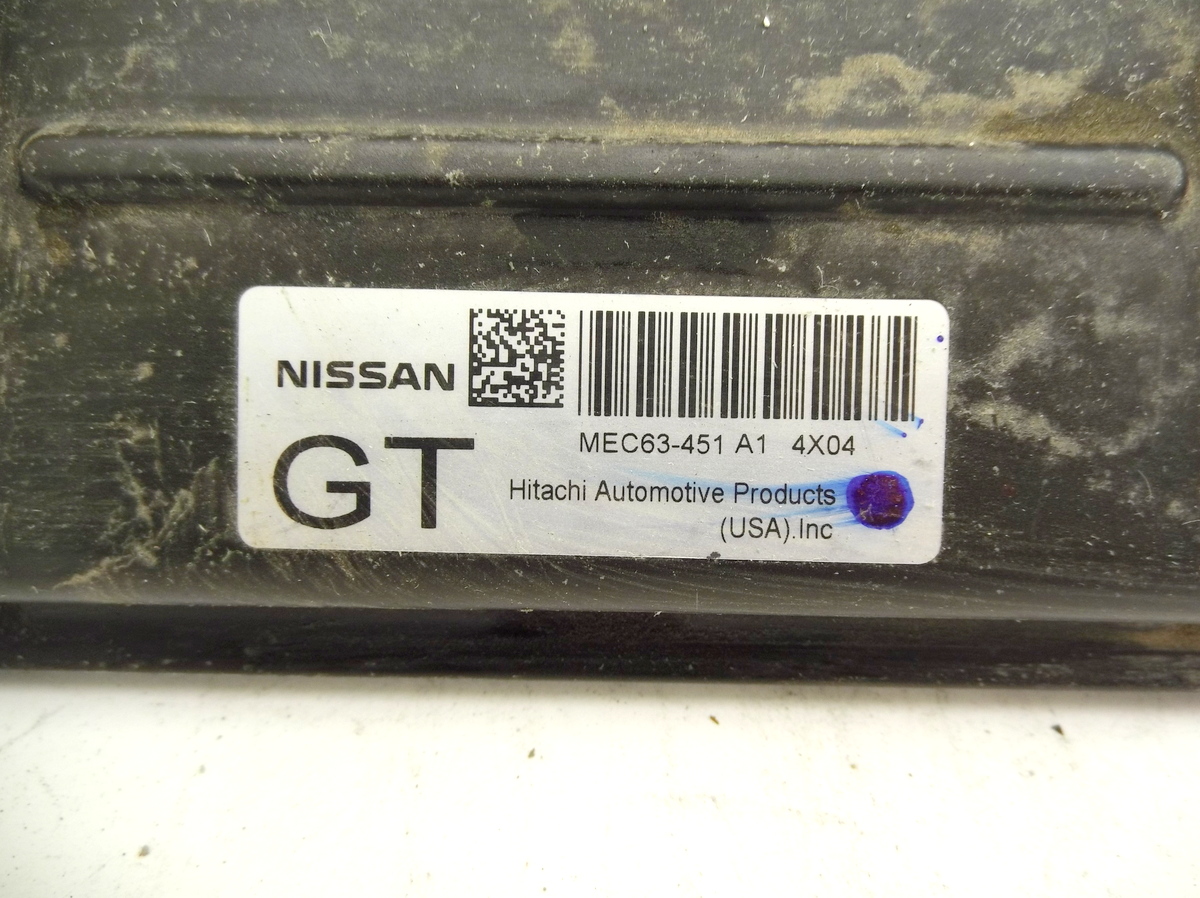 NISSAN
MEC63-451 A1 4X04
GT
Hitachi Automotive Products
(USA).Inc